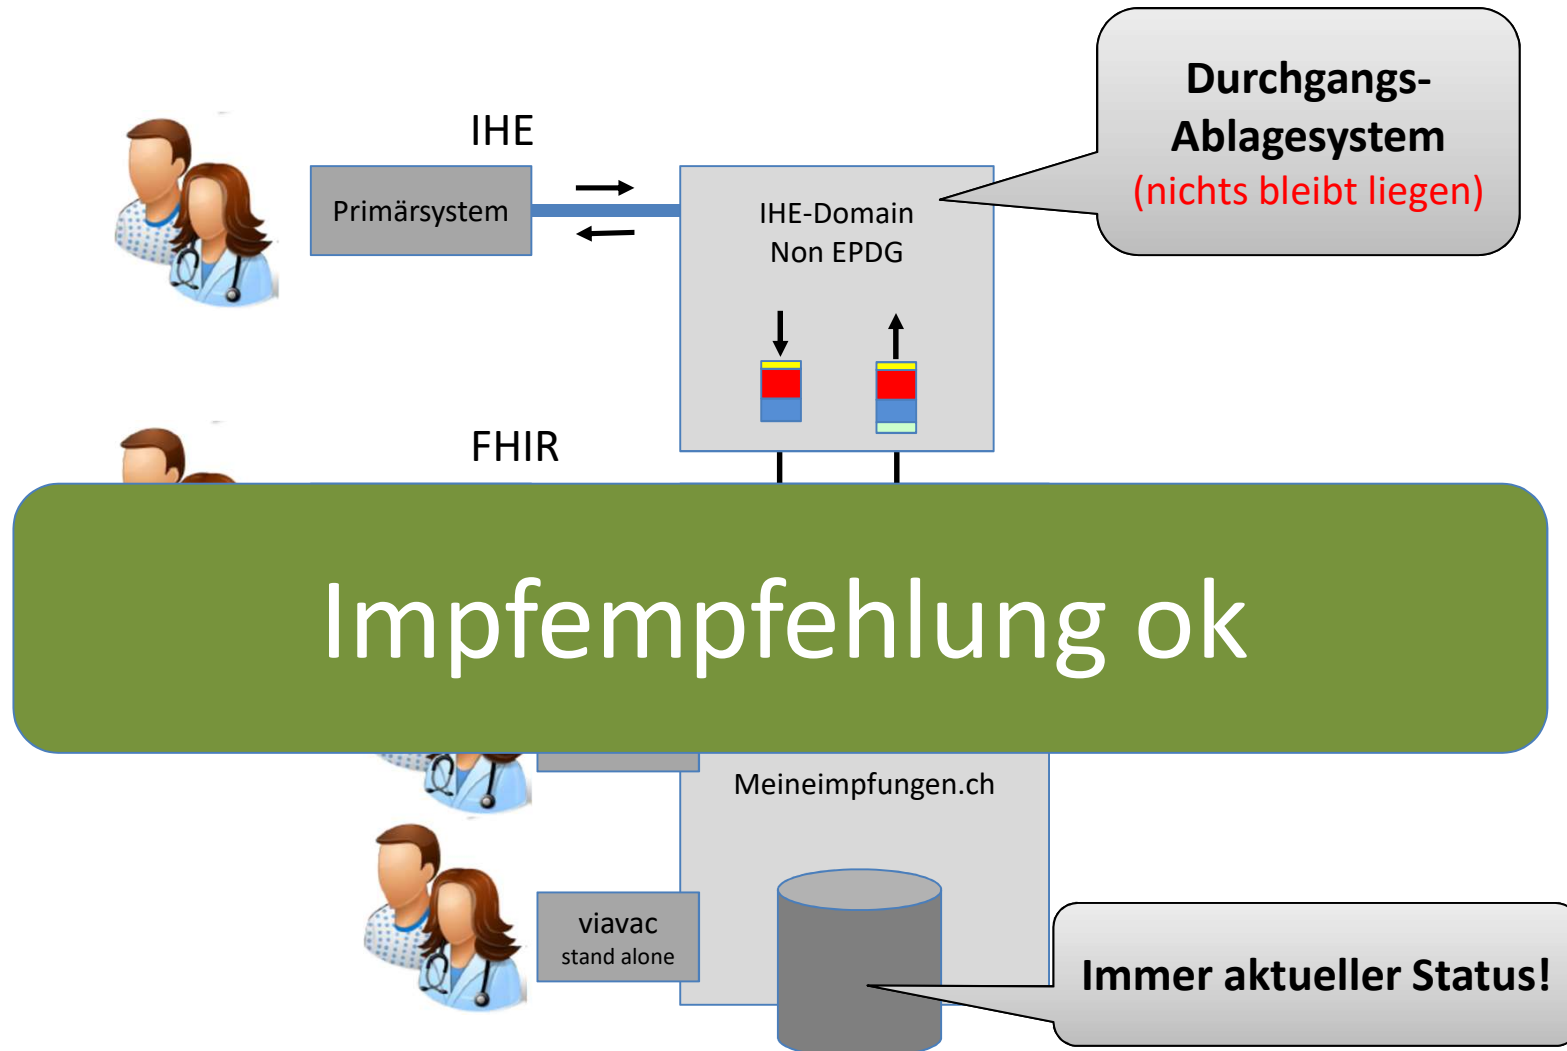 IHE
Primärsystem
IHE-Domain
Non EPDG
Durchgangs-
Ablagesystem
(nichts bleibt liegen)
FHIR
Impfempfehlung ok
Meineimpfungen.ch
viavac
stand alone
Immer aktueller Status!